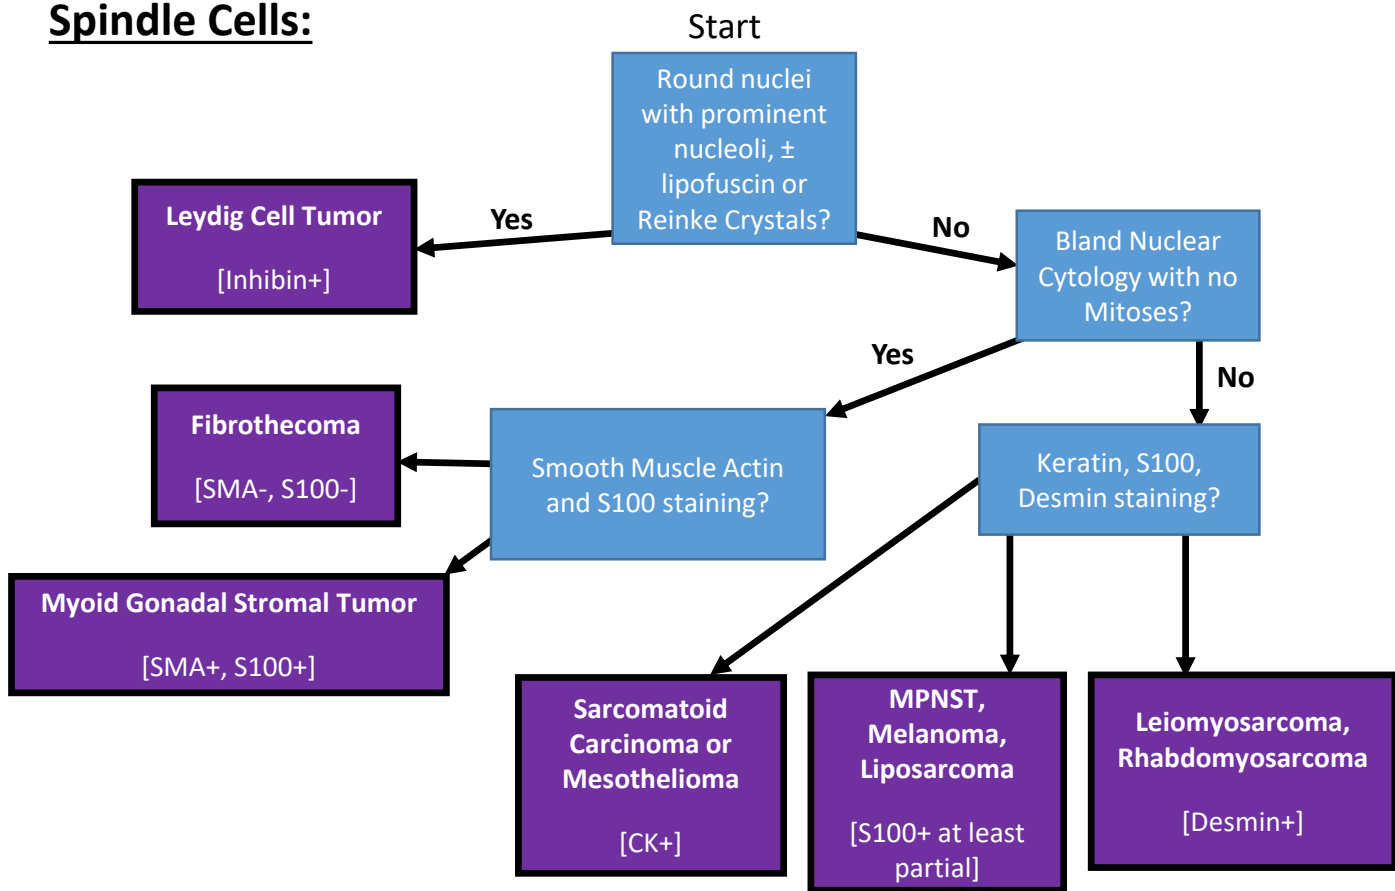 Spindle Cells:
Start
Round nuclei
with prominent
nucleoli, ±
lipofuscin or
Reinke Crystals?
Yes
No
Leydig Cell Tumor
[Inhibin+]
Bland Nuclear
Cytology with no
Mitoses?
Yes
No
Fibrothecoma
[SMA-, S100-]
Smooth Muscle Actin
and S100 staining?
Keratin, S100,
Desmin staining?
Myoid Gonadal Stromal Tumor
[SMA+, S100+]
Sarcomatoid
Carcinoma or
Mesothelioma
[CK+]
MPNST,
Melanoma,
Liposarcoma
[S100+ at least
partial]
Leiomyosarcoma,
Rhabdomyosarcoma
[Desmin+]